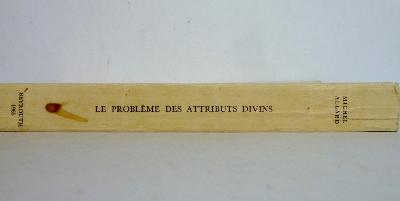 MICHEL
ALLARD
LE PROBLÈME DES ATTRIBUTS DIVINS
BEYROUTH
1965